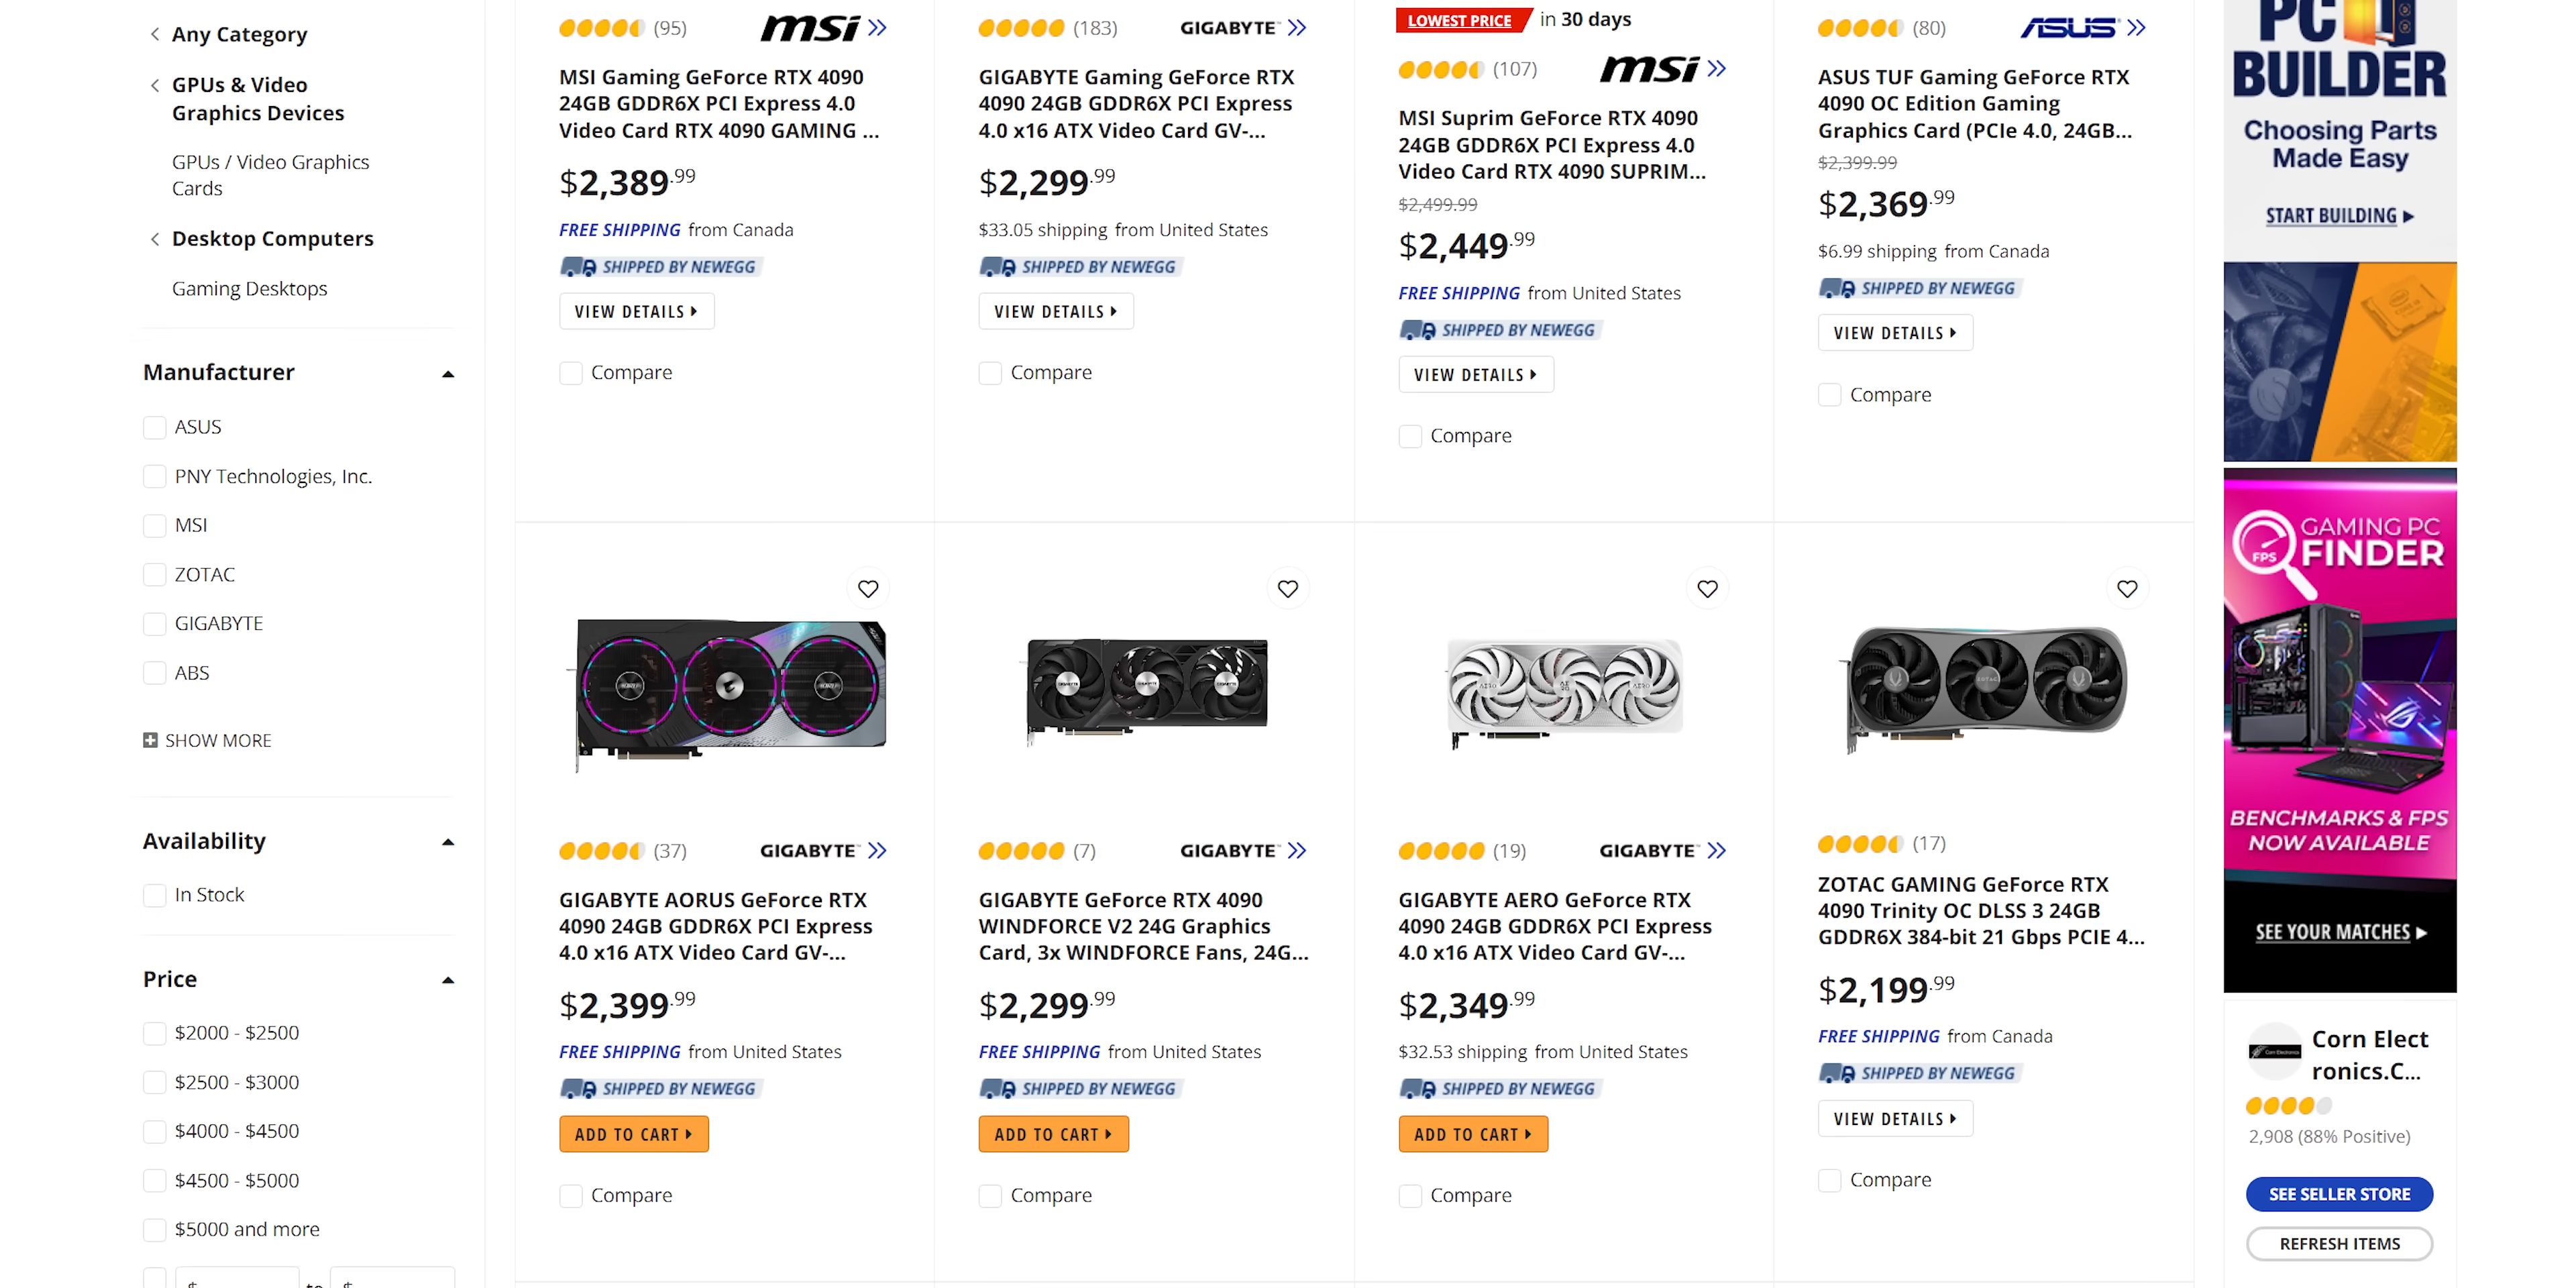 Any Category
GPUs & Video
Graphics Devices
GPUs / Video Graphics
Cards
Desktop Computers
Gaming Desktops
Manufacturer
ASUS
PNY Technologies, Inc.
MSI
ZOTAC
GIGABYTE
ABS
SHOW MORE
Availability
In Stock
Price
$2000 - $2500
$2500 - $3000
$4000 - $4500
$4500 - $5000
$5000 and more
$ to $
(95) msi
MSI Gaming GeForce RTX 4090
24GB GDDR6X PCI Express 4.0
Video Card RTX 4090 GAMING ...
$2,389.99
FREE SHIPPING from Canada
SHIPPED BY NEWEGG
VIEW DETAILS
Compare
(183) GIGABYTE™
GIGABYTE Gaming GeForce RTX
4090 24GB GDDR6X PCI Express
4.0 x16 ATX Video Card GV-...
$2,299.99
$33.05 shipping from United States
SHIPPED BY NEWEGG
VIEW DETAILS
Compare
LOWEST PRICE in 30 days
(107) msi
MSI Suprim GeForce RTX 4090
24GB GDDR6X PCI Express 4.0
Video Card RTX 4090 SUPRIM...
$2,499.99
$2,449.99
FREE SHIPPING from United States
SHIPPED BY NEWEGG
VIEW DETAILS
Compare
(80) ASUS
ASUS TUF Gaming GeForce RTX
4090 OC Edition Gaming
Graphics Card (PCIe 4.0, 24GB...
$2,399.99
$2,369.99
$6.99 shipping from Canada
SHIPPED BY NEWEGG
VIEW DETAILS
Compare
(37) GIGABYTE™
GIGABYTE AORUS GeForce RTX
4090 24GB GDDR6X PCI Express
4.0 x16 ATX Video Card GV-...
$2,399.99
FREE SHIPPING from United States
SHIPPED BY NEWEGG
ADD TO CART
Compare
(7) GIGABYTE™
GIGABYTE GeForce RTX 4090
WINDFORCE V2 24G Graphics
Card, 3x WINDFORCE Fans, 24G...
$2,299.99
FREE SHIPPING from United States
SHIPPED BY NEWEGG
ADD TO CART
Compare
(19) GIGABYTE™
GIGABYTE AERO GeForce RTX
4090 24GB GDDR6X PCI Express
4.0 x16 ATX Video Card GV-...
$2,349.99
$32.53 shipping from United States
SHIPPED BY NEWEGG
ADD TO CART
Compare
(17)
ZOTAC GAMING GeForce RTX
4090 Trinity OC DLSS 3 24GB
GDDR6X 384-bit 21 Gbps PCIE 4...
$2,199.99
FREE SHIPPING from Canada
SHIPPED BY NEWEGG
VIEW DETAILS
Compare
PC
BUILDER
Choosing Parts
Made Easy
START BUILDING
GAMING PC
FPS FINDER
BENCHMARKS & FPS
NOW AVAILABLE
SEE YOUR MATCHES
Corn Elect
ronics.C...
2,908 (88% Positive)
SEE SELLER STORE
REFRESH ITEMS